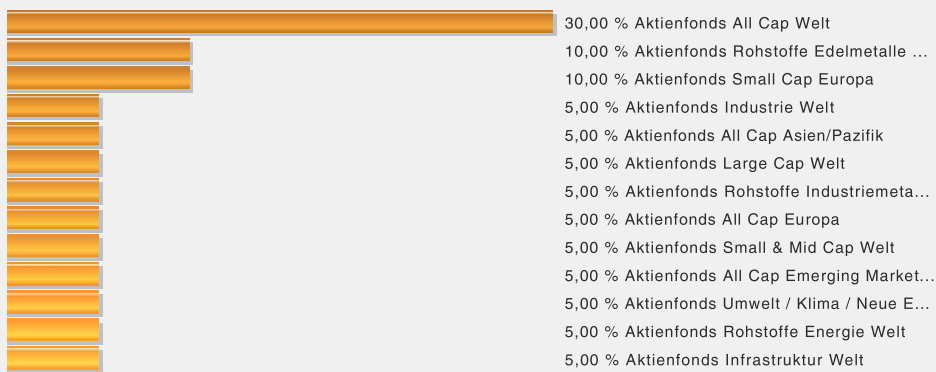 30,00 % Aktienfonds All Cap Welt
10,00 % Aktienfonds Rohstoffe Edelmetalle ...
10,00 % Aktienfonds Small Cap Europa
5,00 % Aktienfonds Industrie Welt
5,00 % Aktienfonds All Cap Asien/Pazifik
5,00 % Aktienfonds Large Cap Welt
5,00 % Aktienfonds Rohstoffe Industriemeta...
5,00 % Aktienfonds All Cap Europa
5,00 % Aktienfonds Small & Mid Cap Welt
5,00 % Aktienfonds All Cap Emerging Market...
5,00 % Aktienfonds Umwelt / Klima / Neue E...
5,00 % Aktienfonds Rohstoffe Energie Welt
5,00 % Aktienfonds Infrastruktur Welt